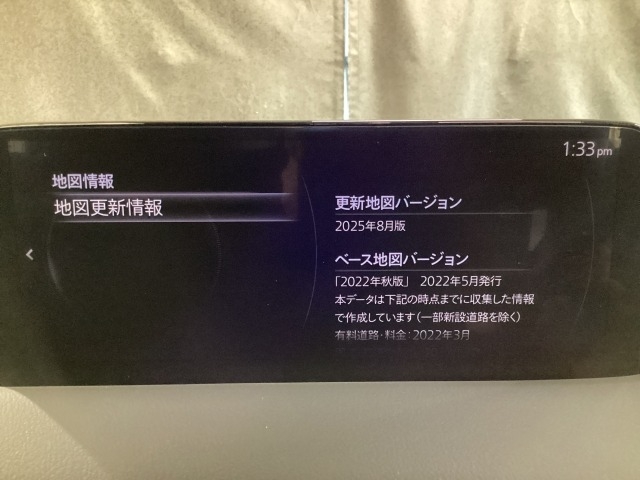 1:33 pm
地図情報
地図更新情報
更新地図バージョン
2025年8月版
ベース地図バージョン
「2022年秋版」 2022年5月発行
本データは下記の時点までに収集した情報
で作成しています(一部新設道路を除く)
有料道路・料金:2022年3月